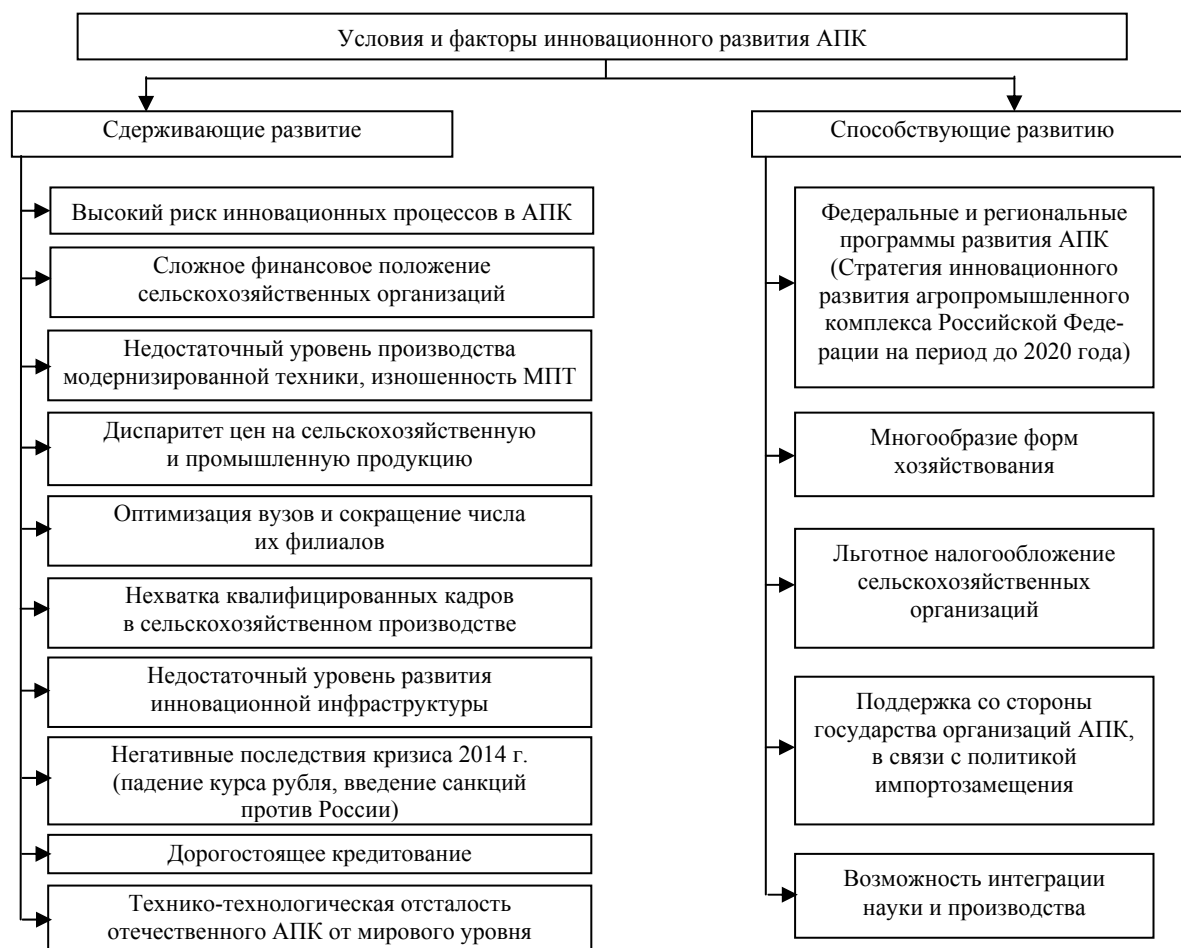 Условия и факторы инновационного развития АПК
Сдерживающие развитие
Высокий риск инновационных процессов в АПК
Сложное финансовое положение
сельскохозяйственных организаций
Недостаточный уровень производства
модернизированной техники, изношенность МПТ
Диспаритет цен на сельскохозяйственную
и промышленную продукцию
Оптимизация вузов и сокращение числа
их филиалов
Нехватка квалифицированных кадров
в сельскохозяйственном производстве
Недостаточный уровень развития
инновационной инфраструктуры
Негативные последствия кризиса 2014 г.
(падение курса рубля, введение санкций
против России)
Дорогостоящее кредитование
Технико-технологическая отсталость
отечественного АПК от мирового уровня
Способствующие развитию
Федеральные и региональные
программы развития АПК
(Стратегия инновационного
развития агропромышленного
комплекса Российской Феде-
рации на период до 2020 года)
Многообразие форм
хозяйствования
Льготное налогообложение
сельскохозяйственных
организаций
Поддержка со стороны
государства организаций АПК,
в связи с политикой
импортозамещения
Возможность интеграции
науки и производства